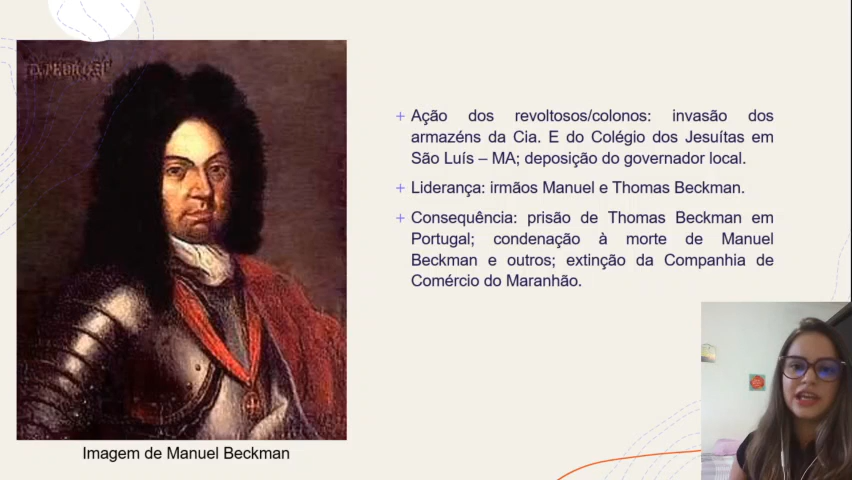 + Ação dos revoltosos/colonos: invasão dos
armazéns da Cia. E do Colégio dos Jesuítas em
São Luís – MA; deposição do governador local.
+ Liderança: irmãos Manuel e Thomas Beckman.
+ Consequência: prisão de Thomas Beckman em
Portugal; condenação à morte de Manuel
Beckman e outros; extinção da Companhia de
Comércio do Maranhão.
Imagem de Manuel Beckman